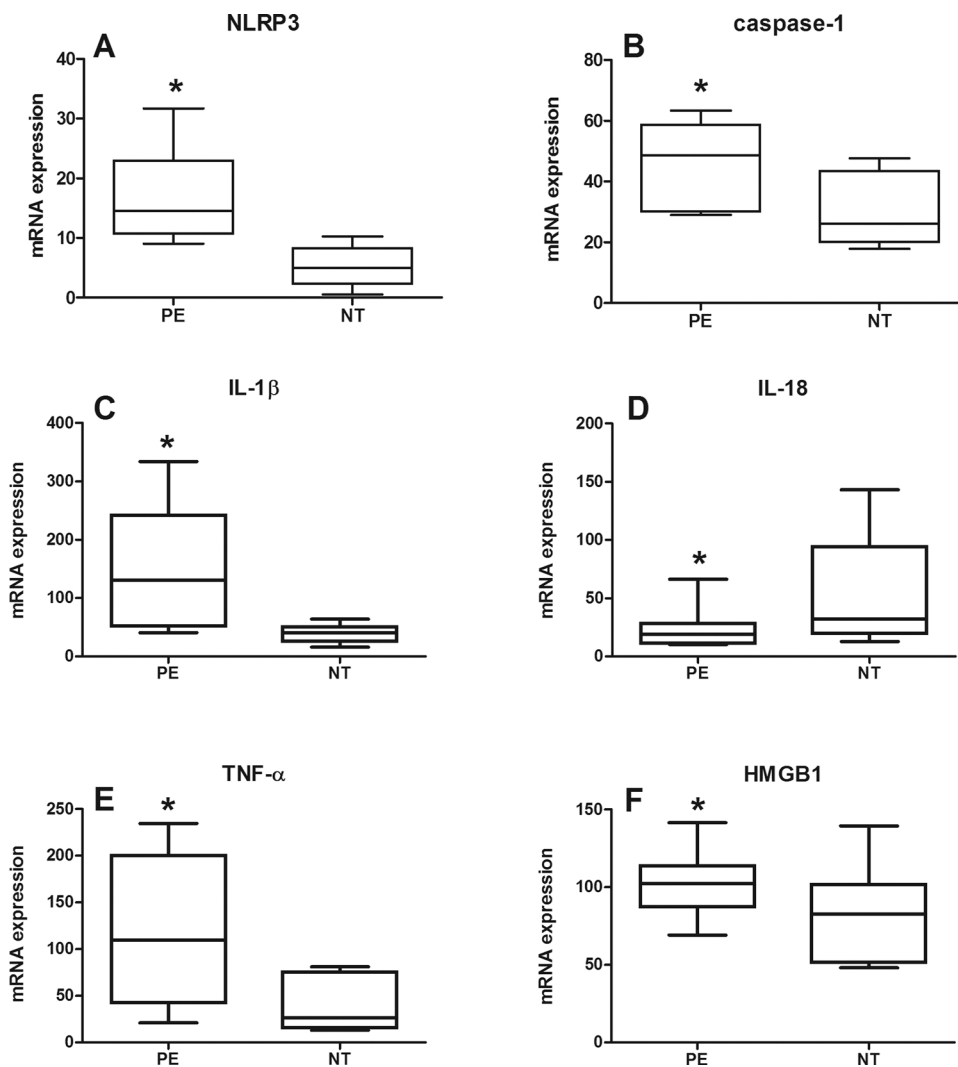 A
NLRP3
*
mRNA expression
40
30
20
10
0
PE NT
B
caspase-1
*
mRNA expression
80
60
40
20
0
PE NT
C
IL-1β
*
mRNA expression
400
300
200
100
0
PE NT
D
IL-18
*
mRNA expression
200
150
100
50
0
PE NT
E
TNF-α
*
mRNA expression
250
200
150
100
50
0
PE NT
F
HMGB1
*
mRNA expression
150
100
50
0
PE NT